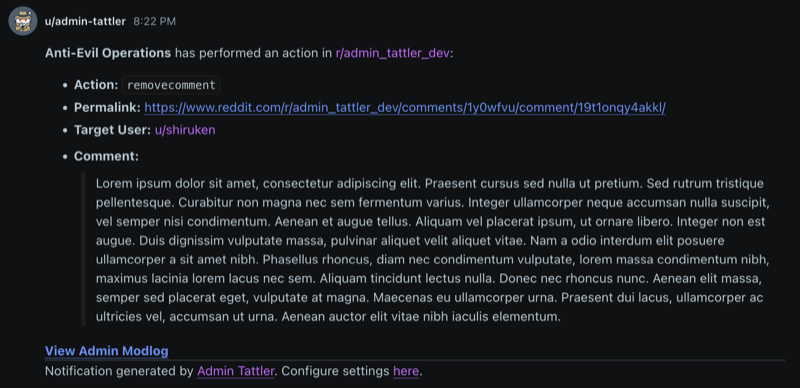 u/admin-tattler 8:22 PM
Anti-Evil Operations has performed an action in r/admin_tattler_dev:
• Action: removecomment
• Permalink: https://www.reddit.com/r/admin_tattler_dev/comments/1y0wfvu/comment/19t1onqy4akkl/
• Target User: u/shiruken
• Comment:
Lorem ipsum dolor sit amet, consectetur adipiscing elit. Praesent cursus sed nulla ut pretium. Sed rutrum tristique
pellentesque. Curabitur non magna nec sem fermentum varius. Integer ullamcorper neque accumsan nulla suscipit,
vel semper nisi condimentum. Aenean et augue tellus. Aliquam vel placerat ipsum, ut ornare libero. Integer non est
augue. Duis dignissim vulputate massa, pulvinar aliquet velit aliquet vitae. Nam a odio interdum elit posuere
ullamcorper a sit amet nibh. Phasellus rhoncus, diam nec condimentum vulputate, lorem massa condimentum nibh,
maximus lacinia lorem lacus nec sem. Aliquam tincidunt lectus nulla. Donec nec rhoncus nunc. Aenean elit massa,
semper sed placerat eget, vulputate at magna. Maecenas eu ullamcorper urna. Praesent dui lacus, ullamcorper ac
ultricies vel, accumsan ut urna. Aenean auctor elit vitae nibh iaculis elementum.
View Admin Modlog
Notification generated by Admin Tattler. Configure settings here.